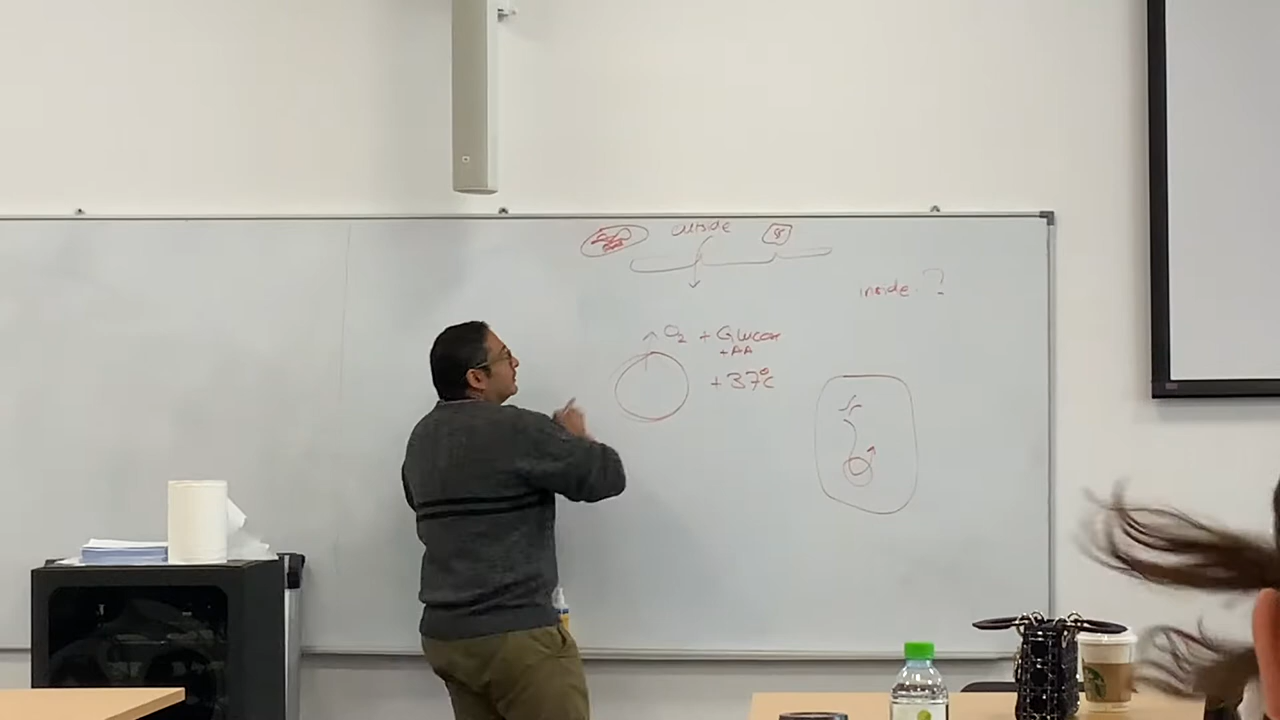 outside
inside ?
O2 + Glucose
+ AA
+ 37°C